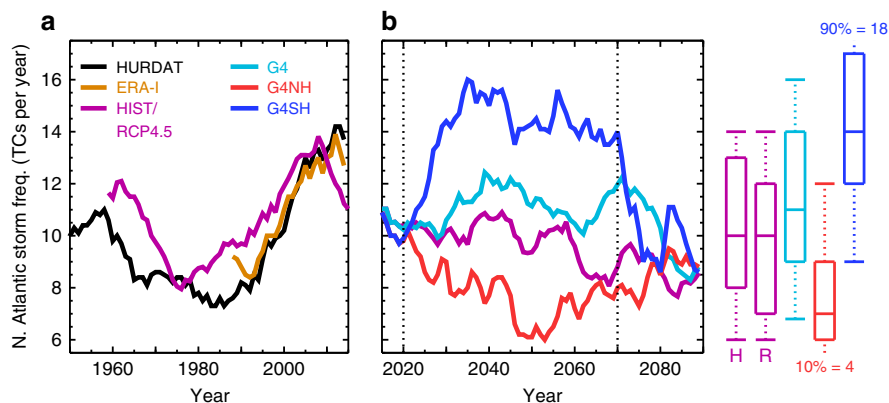 a
b
N. Atlantic storm freq. (TCs per year)
16
14
12
10
8
6
HURDAT
ERA-I
HIST/
RCP4.5
G4
G4NH
G4SH
1960
1980
2000
Year
2020
2040
2060
2080
Year
90% = 18
H
R
10% = 4